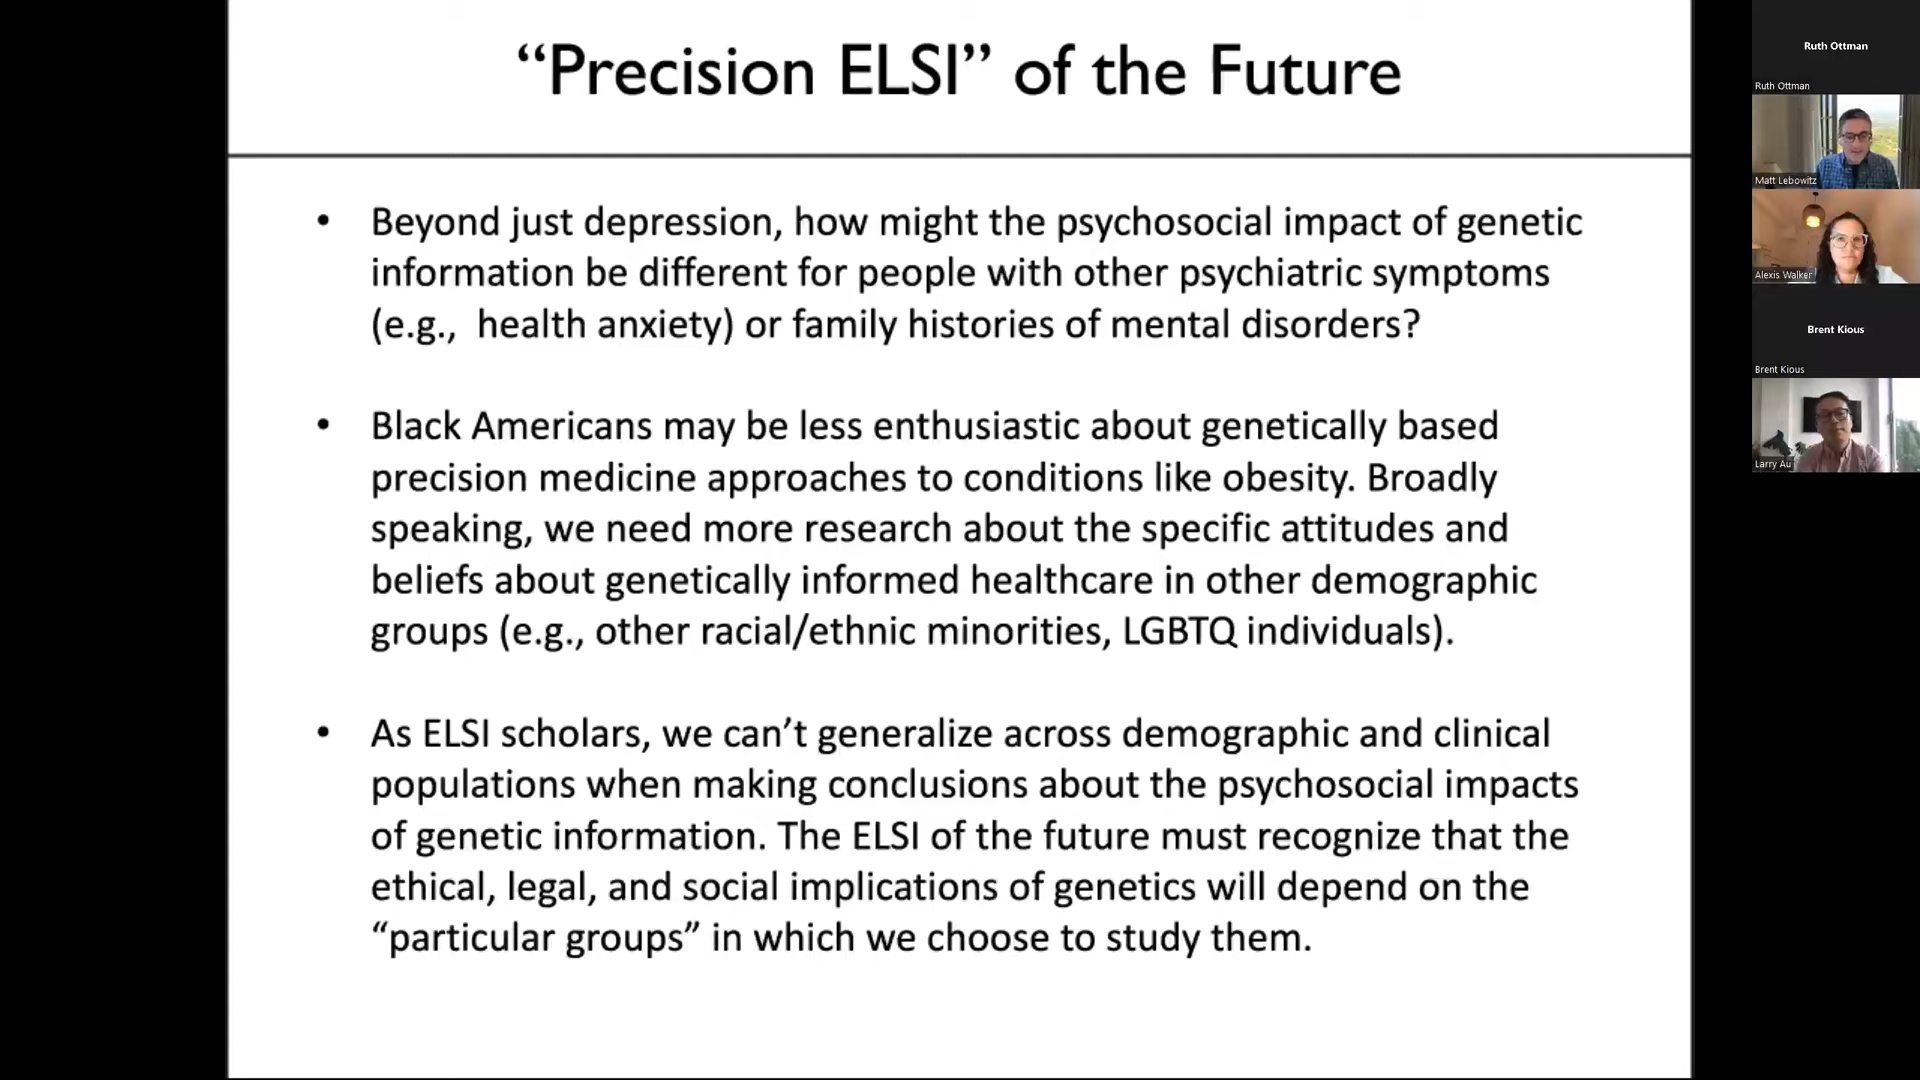 “Precision ELSI” of the Future
• Beyond just depression, how might the psychosocial impact of genetic
information be different for people with other psychiatric symptoms
(e.g.,  health anxiety) or family histories of mental disorders?
• Black Americans may be less enthusiastic about genetically based
precision medicine approaches to conditions like obesity. Broadly
speaking, we need more research about the specific attitudes and
beliefs about genetically informed healthcare in other demographic
groups (e.g., other racial/ethnic minorities, LGBTQ individuals).
• As ELSI scholars, we can’t generalize across demographic and clinical
populations when making conclusions about the psychosocial impacts
of genetic information. The ELSI of the future must recognize that the
ethical, legal, and social implications of genetics will depend on the
“particular groups” in which we choose to study them.
Ruth Ottman
Ruth Ottman
Matt Lebowitz
Alexis Walker
Brent Kious
Brent Kious
Larry Au